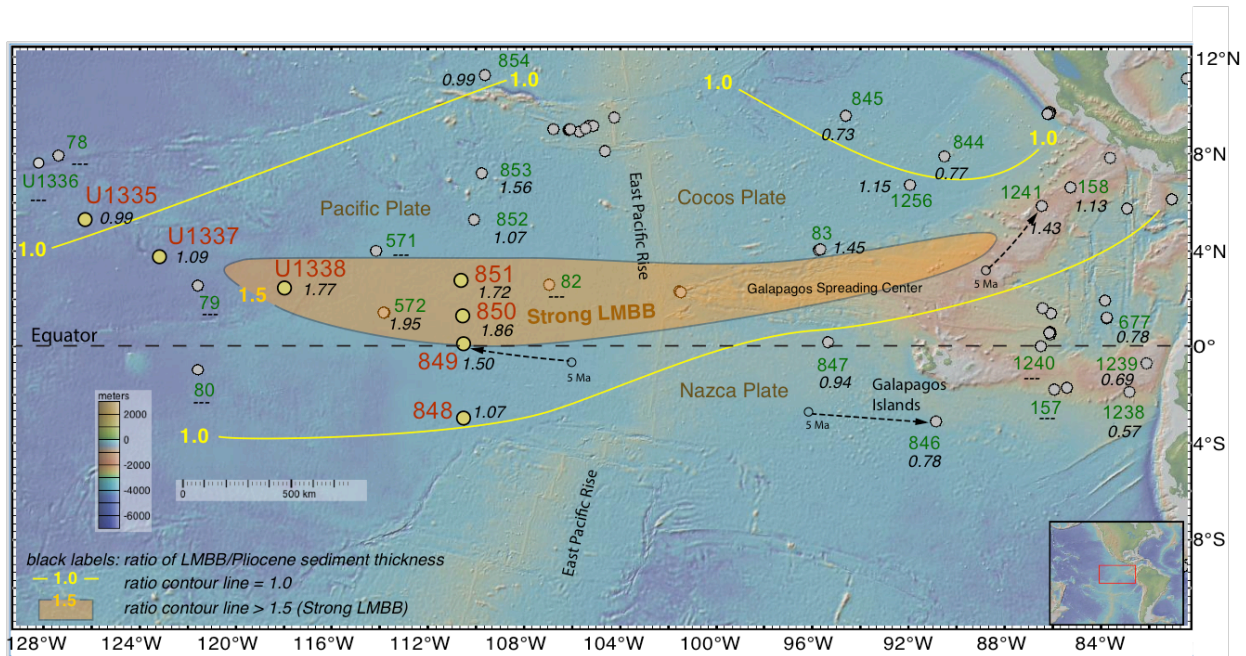 12°N
854
0.99
1.0
1.0
845
0.73
1.0
844
0.77
78
---
U1336
---
853
1.56
8°N
U1335
0.99
Pacific Plate
East Pacific Rise
Cocos Plate
1.15
1256
1241
1.43
158
1.13
852
1.07
1.0
U1337
1.09
571
---
83
1.45
4°N
U1338
1.77
1.5
851
1.72
82
---
5 Ma
79
---
572
1.95
850
1.86
Strong LMBB
Galapagos Spreading Center
Equator
849
1.50
5 Ma
847
0.94
1240
---
677
0.78
0°
80
---
Nazca Plate
Galapagos
Islands
1239
0.69
157
---
1238
0.57
848
1.07
1.0
5 Ma
846
0.78
4°S
meters
2000
0
-2000
-4000
-6000
0
500 km
East Pacific Rise
8°S
black labels: ratio of LMBB/Pliocene sediment thickness
1.0
ratio contour line = 1.0
1.5
ratio contour line > 1.5 (Strong LMBB)
128°W
124°W
120°W
116°W
112°W
108°W
104°W
100°W
96°W
92°W
88°W
84°W